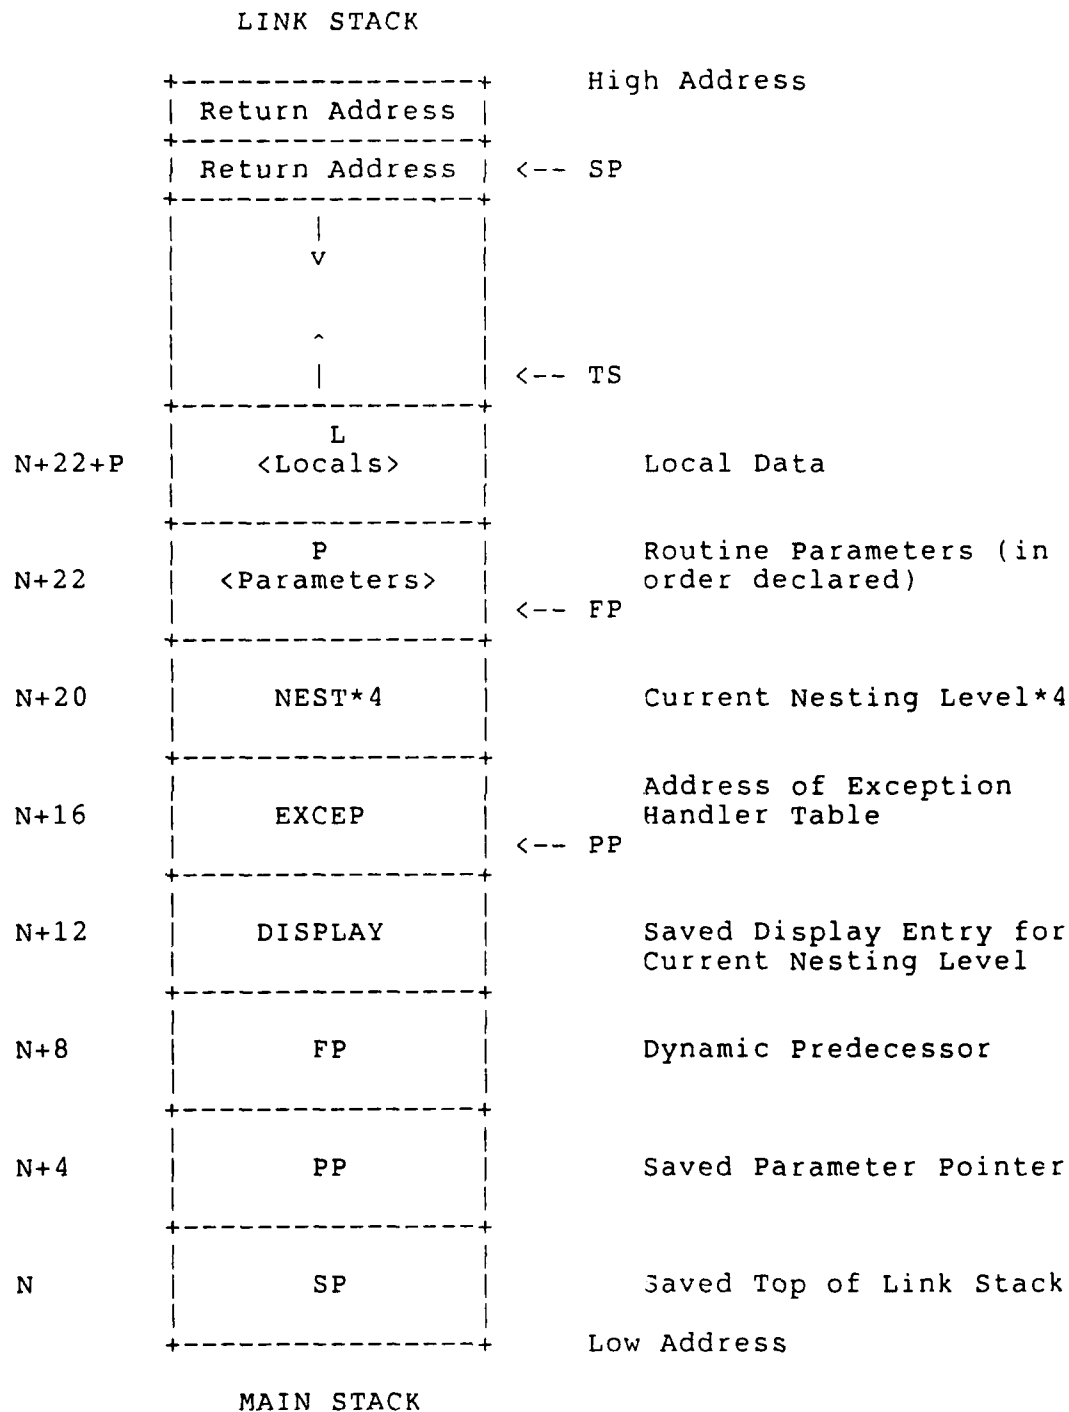 LINK STACK
High Address
Return Address
Return Address <-- SP
|
v
^
| <-- TS
L
N+22+P <Locals> Local Data
P Routine Parameters (in
N+22 <Parameters> order declared)
<-- FP
N+20 NEST*4 Current Nesting Level*4
Address of Exception
N+16 EXCEP Handler Table
<-- PP
N+12 DISPLAY Saved Display Entry for
Current Nesting Level
N+8 FP Dynamic Predecessor
N+4 PP Saved Parameter Pointer
N SP Saved Top of Link Stack
Low Address
MAIN STACK